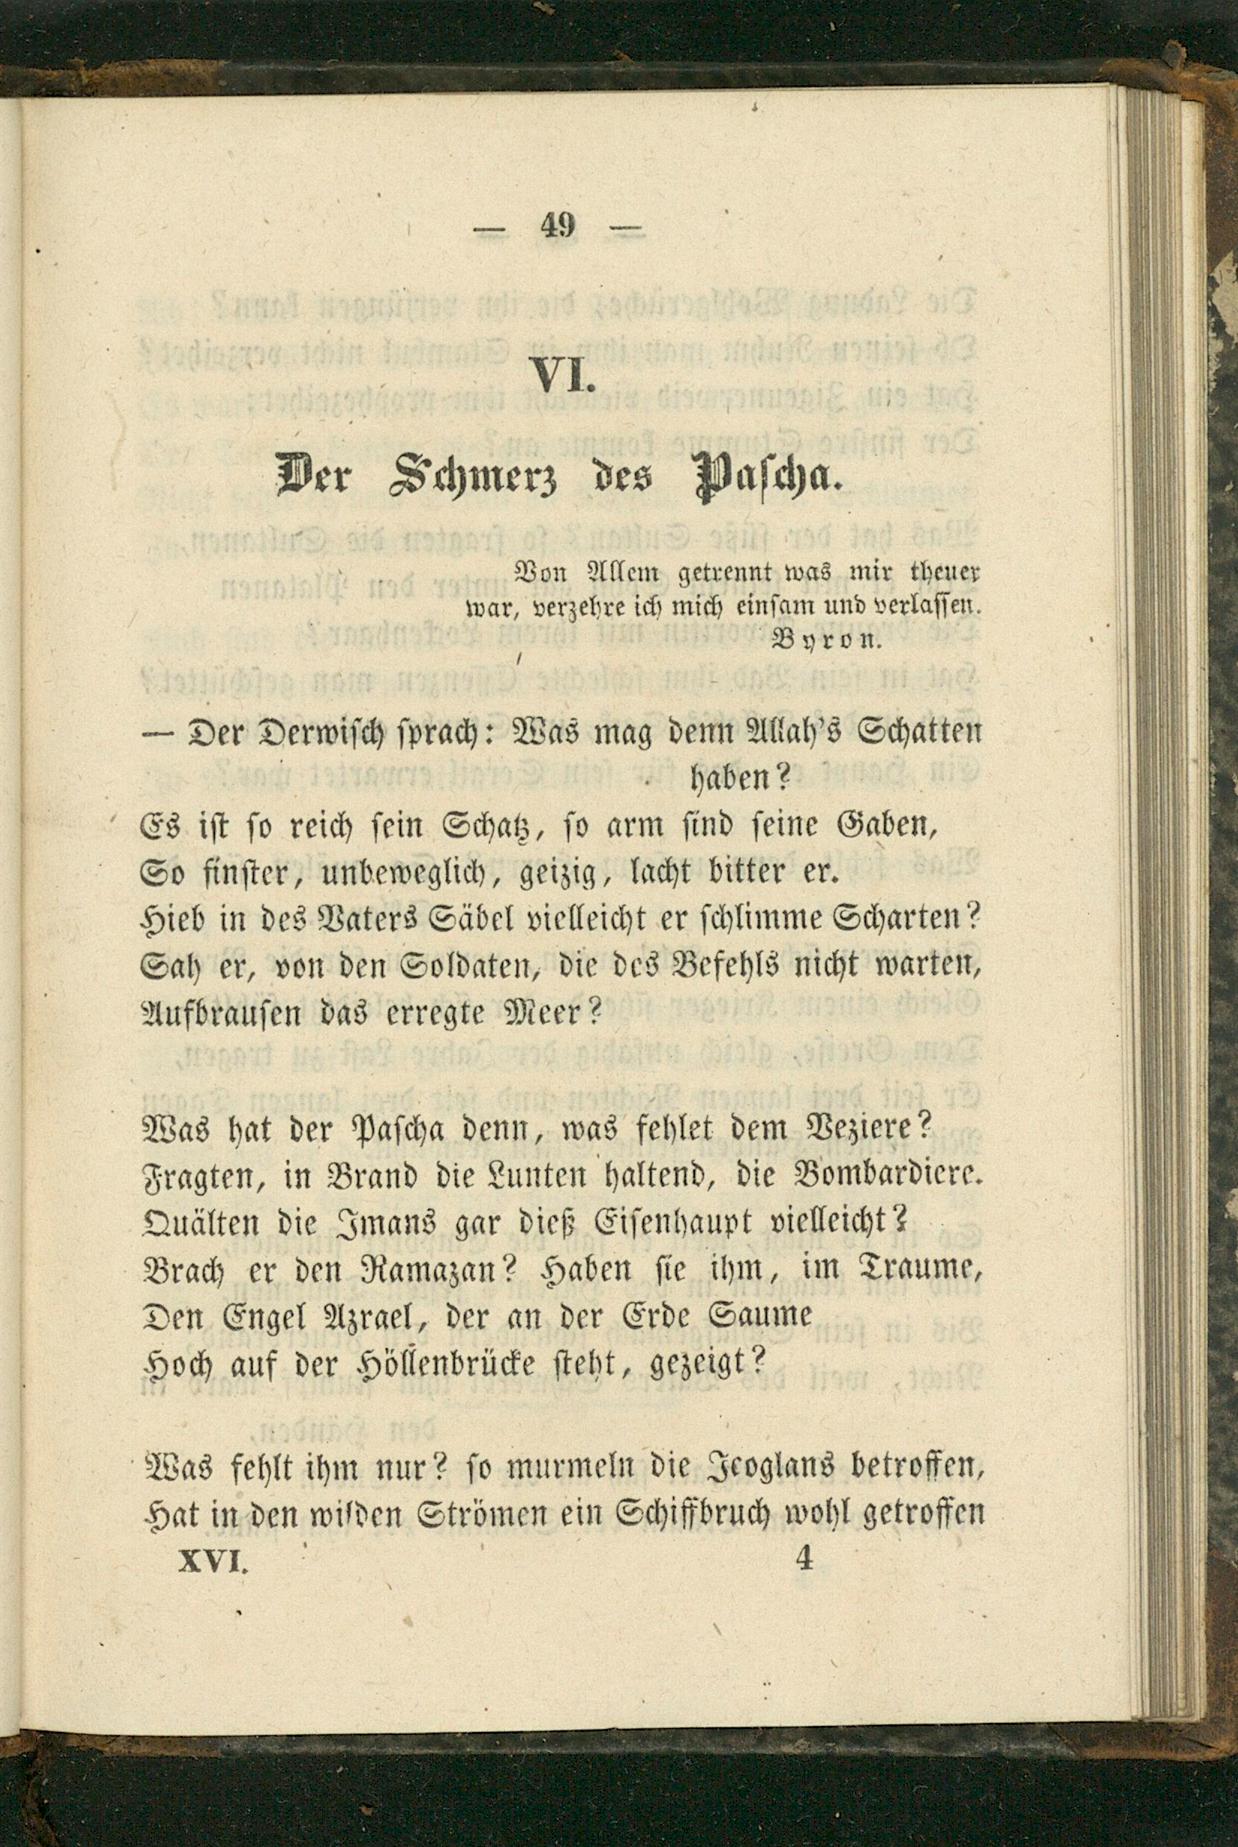 — 49 —
VI.
Der Schmerz des Pascha.
Von Allem getrennt was mir theuer
war, verzehre ich mich einsam und verlassen.
Byron.
— Der Derwisch sprach: Was mag denn Allah's Schatten
haben?
Es ist so reich sein Schatz, so arm sind seine Gaben,
So finster, unbeweglich, geizig, lacht bitter er.
Hieb in des Vaters Säbel vielleicht er schlimme Scharten?
Sah er, von den Soldaten, die des Befehls nicht warten,
Aufbrausen das erregte Meer?
Was hat der Pascha denn, was fehlet dem Veziere?
Fragten, in Brand die Lunten haltend, die Bombardiere.
Quälten die Imans gar dieß Eisenhaupt vielleicht?
Brach er den Ramazan? Haben sie ihm, im Traume,
Den Engel Azrael, der an der Erde Saume
Hoch auf der Höllenbrücke steht, gezeigt?
Was fehlt ihm nur? so murmeln die Icoglans betroffen,
Hat in den wilden Strömen ein Schiffbruch wohl getroffen
XVI. 4